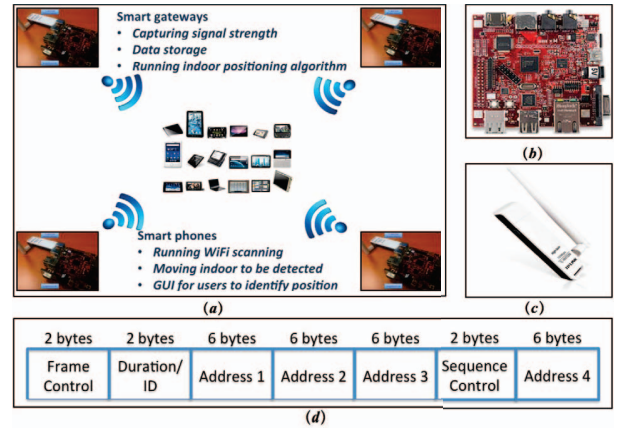 Smart gateways
• Capturing signal strength
• Data storage
• Running indoor positioning algorithm
Smart phones
• Running WiFi scanning
• Moving indoor to be detected
• GUI for users to identify position
(a)
(b)
(c)
2 bytes 2 bytes 6 bytes 6 bytes 6 bytes 2 bytes 6 bytes
Frame Control Duration/ ID Address 1 Address 2 Address 3 Sequence Control Address 4
(d)